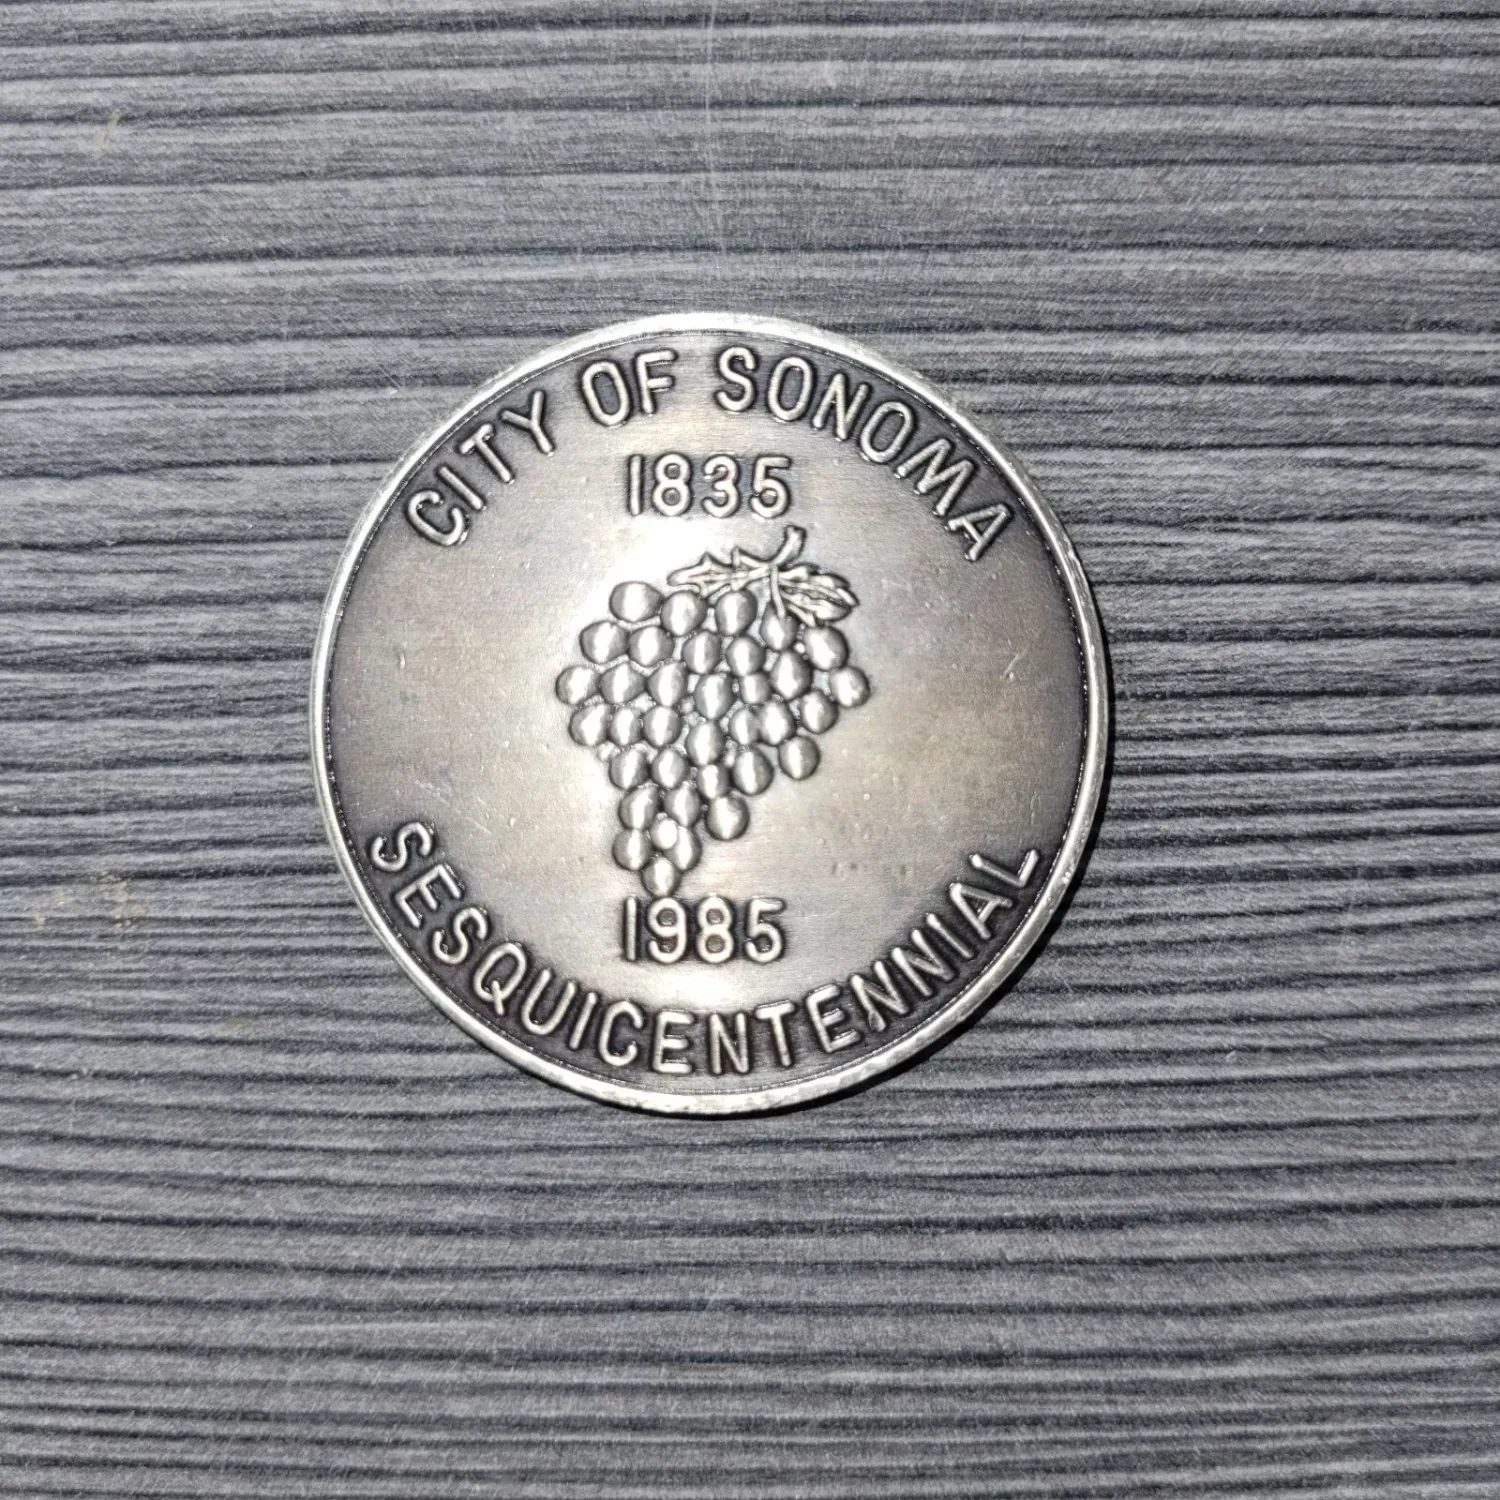 CITY OF SONOMA
1835
1985
SESQUICENTENNIAL